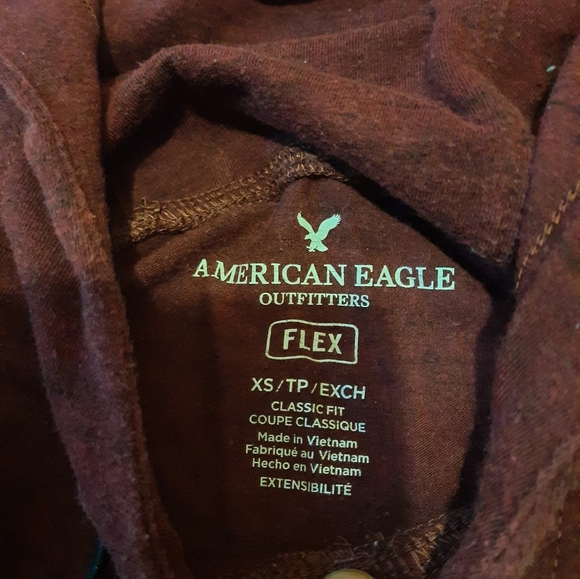 AMERICAN EAGLE
OUTFITTERS
FLEX
XS/TP/EXCH
CLASSIC FIT
COUPE CLASSIQUE
Made in Vietnam
Fabriqué au Vietnam
Hecho en Vietnam
EXTENSIBILITÉ